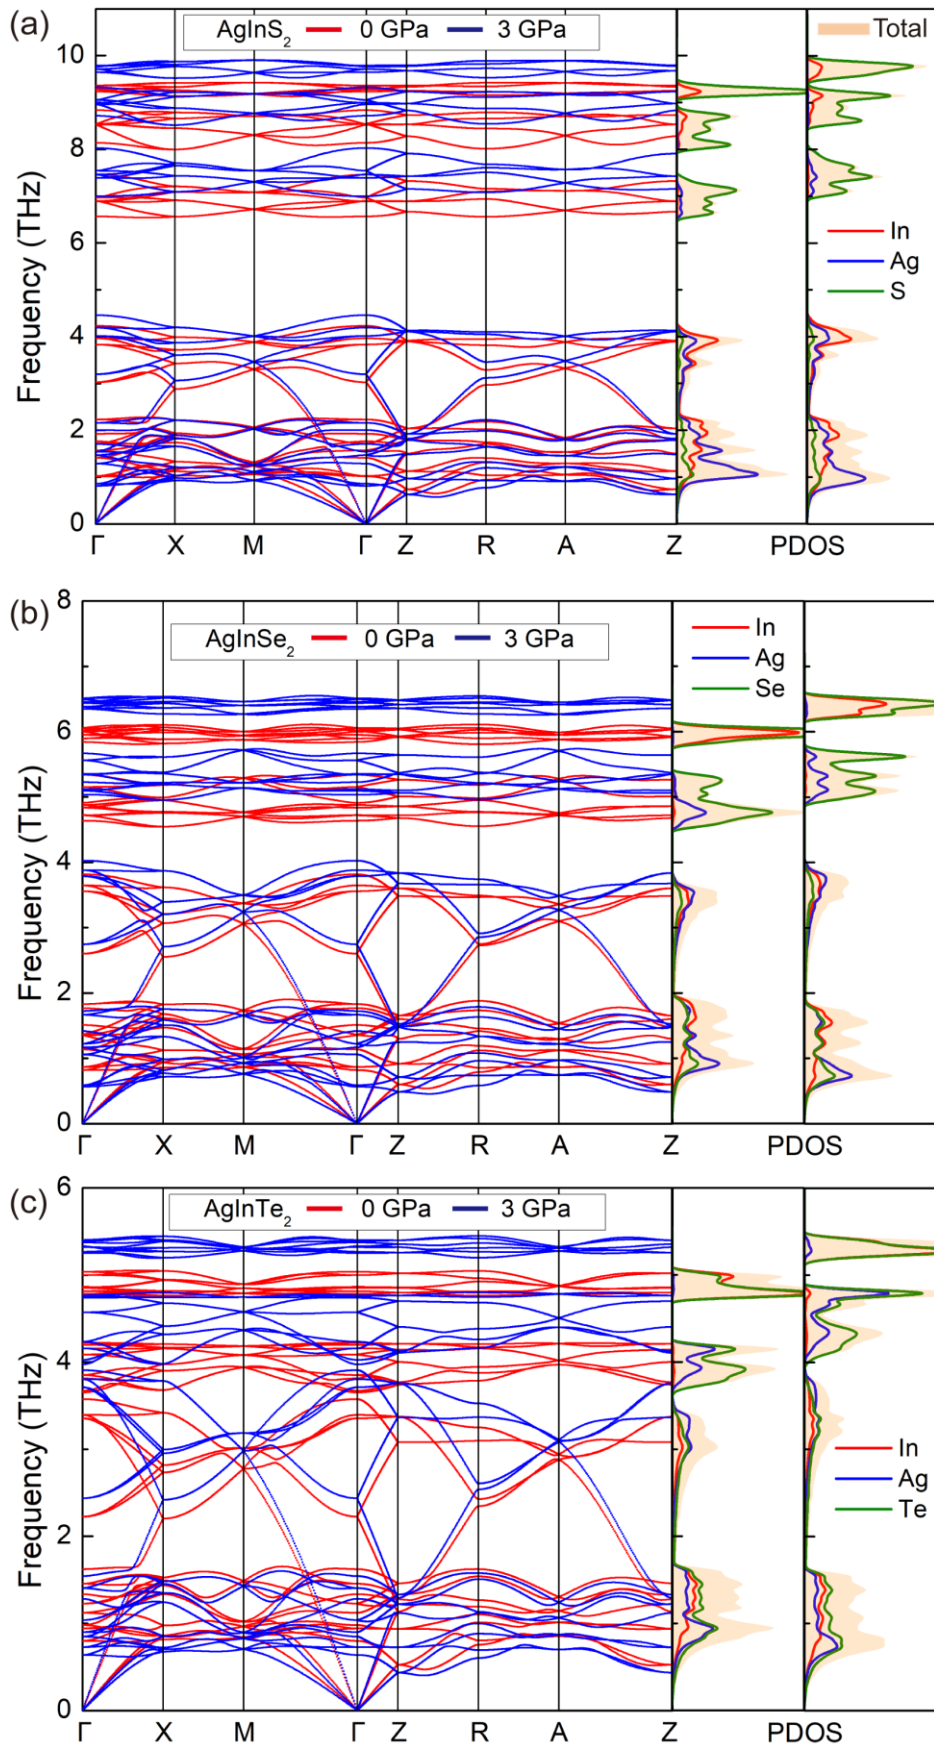 (a)
AgInS2 0 GPa 3 GPa
Total
10
8
6
4
2
0
Frequency (THz)
In
Ag
S
Γ X M Γ Z R A Z PDOS
(b)
AgInSe2 0 GPa 3 GPa
In
Ag
Se
8
6
4
2
0
Frequency (THz)
Γ X M Γ Z R A Z PDOS
(c)
AgInTe2 0 GPa 3 GPa
6
4
2
0
Frequency (THz)
In
Ag
Te
Γ X M Γ Z R A Z PDOS